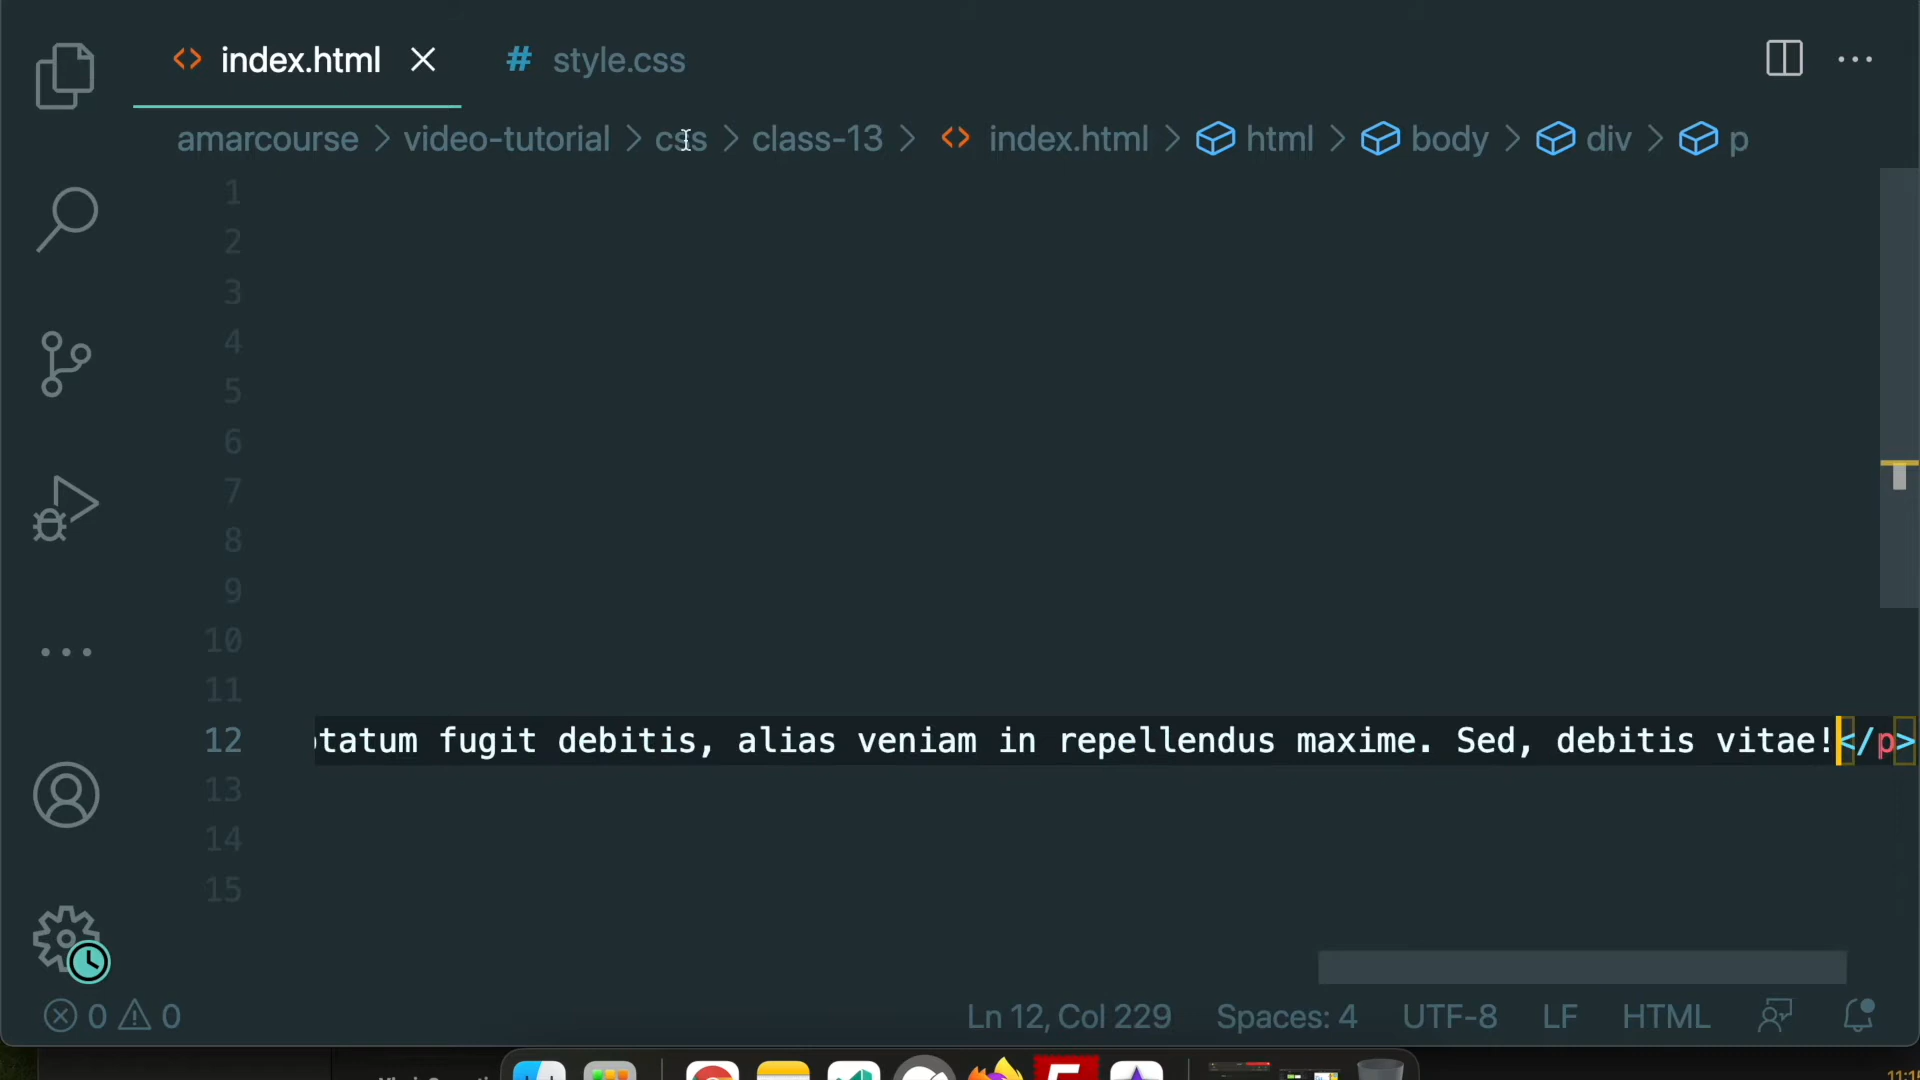 index.html
style.css
amarcourse > video-tutorial > css > class-13 > index.html > html > body > div > p
1
2
3
4
5
6
7
8
9
10
11
12 tatum fugit debitis, alias veniam in repellendus maxime. Sed, debitis vitae!</p>
13
14
15
0 0 Ln 12, Col 229 Spaces: 4 UTF-8 LF HTML